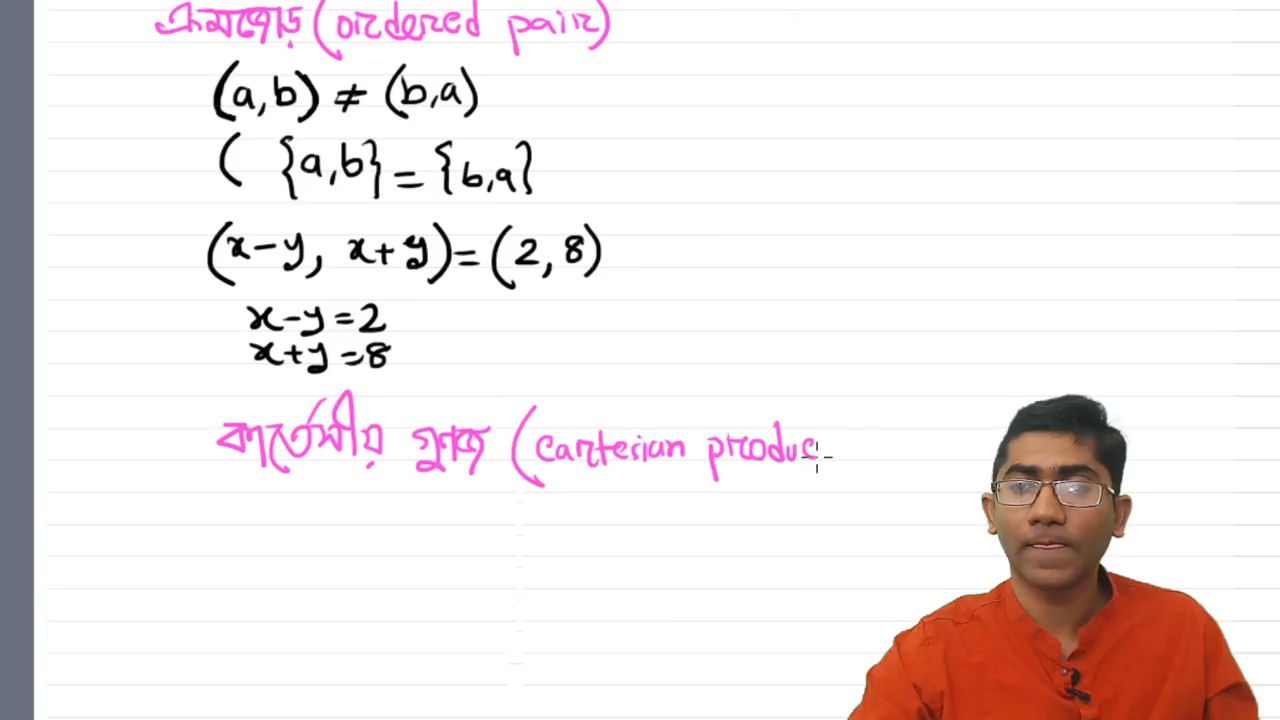 ক্রমজোড় (ordered pair)
(a,b) ≠ (b,a)
( {a,b} = {b,a}
(x-y, x+y) = (2,8)
x-y=2
x+y=8
কার্তেসীয় গুণজ (cartesian produc